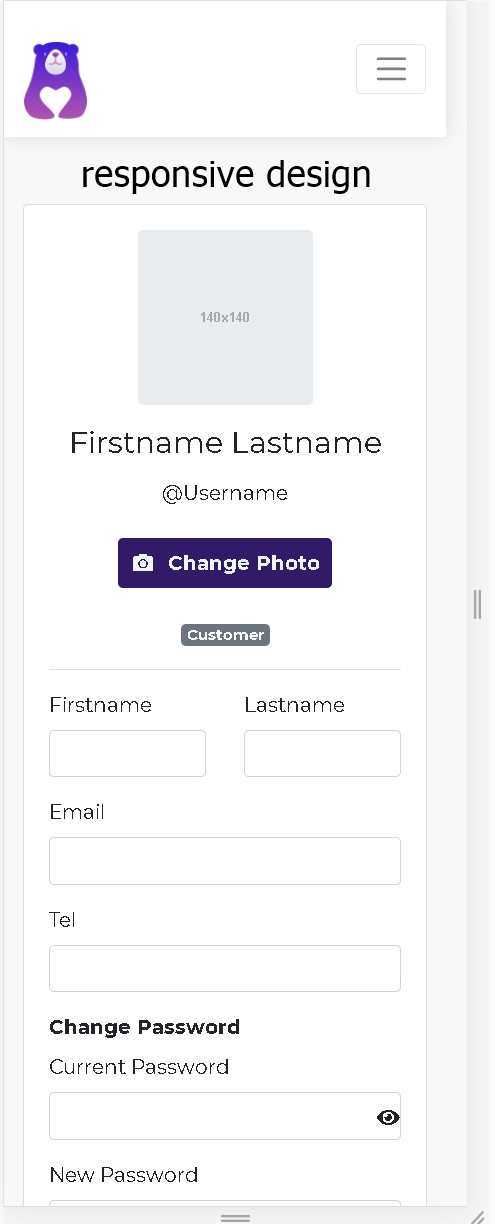 responsive design
140x140
Firstname Lastname
@Username
Change Photo
Customer
Firstname Lastname
Email
Tel
Change Password
Current Password
New Password